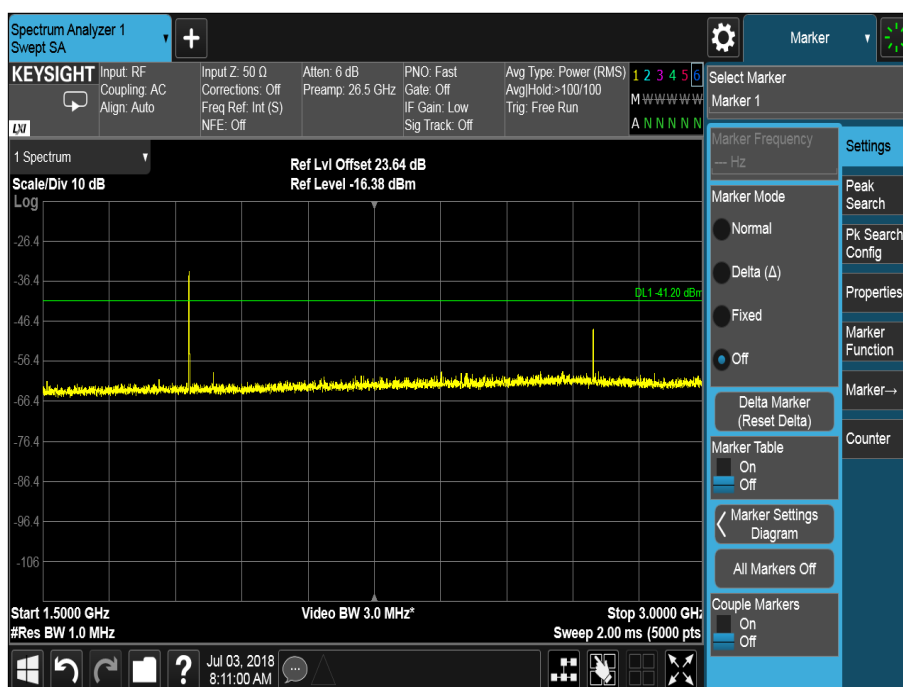 Spectrum Analyzer 1
Swept SA
Marker
KEYSIGHT
Input: RF
Coupling: AC
Align: Auto
Input Z: 50 Ω
Corrections: Off
Freq Ref: Int (S)
NFE: Off
Atten: 6 dB
Preamp: 26.5 GHz
PNO: Fast
Gate: Off
IF Gain: Low
Sig Track: Off
Avg Type: Power (RMS)
Avg|Hold:>100/100
Trig: Free Run
1 2 3 4 5 6
M W W W W W
A N N N N N
LXI
Select Marker
Marker 1
1 Spectrum
Scale/Div 10 dB
Ref Lvl Offset 23.64 dB
Ref Level -16.38 dBm
Log
-26.4
-36.4
-46.4
-56.4
-66.4
-76.4
-86.4
-96.4
-106
DL1 -41.20 dBm
Start 1.5000 GHz
#Res BW 1.0 MHz
Video BW 3.0 MHz*
Stop 3.0000 GHz
Sweep 2.00 ms (5000 pts
Marker Frequency
--- Hz
Marker Mode
Normal
Delta (Δ)
Fixed
Off
Delta Marker
(Reset Delta)
Marker Table
On
Off
Marker Settings
Diagram
All Markers Off
Couple Markers
On
Off
Settings
Peak
Search
Pk Search
Config
Properties
Marker
Function
Marker→
Counter
?
Jul 03, 2018
8:11:00 AM